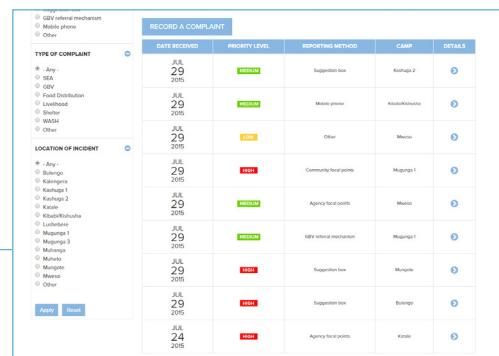 GBV referral mechanism
Mobile phone
Other
TYPE OF COMPLAINT
- Any -
SEA
GBV
Food Distribution
Livelihood
Shelter
WASH
Other
LOCATION OF INCIDENT
- Any -
Bulengo
Kalengera
Kashuga 1
Kashuga 2
Katale
Kibabi/Kishusha
Lushebere
Mugunga 1
Mugunga 3
Muhanga
Muheto
Mungote
Mweso
Other
Apply Reset
RECORD A COMPLAINT
DATE RECEIVED PRIORITY LEVEL REPORTING METHOD CAMP DETAILS
JUL
29
2015
MEDIUM Suggestion box Kashuga 2
JUL
29
2015
MEDIUM Mobile phone Kibabi/Kishusha
JUL
29
2015
LOW Other Mweso
JUL
29
2015
HIGH Community focal points Mugunga 1
JUL
29
2015
MEDIUM Agency focal points Mweso
JUL
29
2015
MEDIUM GBV referral mechanism Mugunga 1
JUL
29
2015
HIGH Suggestion box Mungote
JUL
29
2015
HIGH Suggestion box Bulengo
JUL
24
2015
HIGH Agency focal points Katale